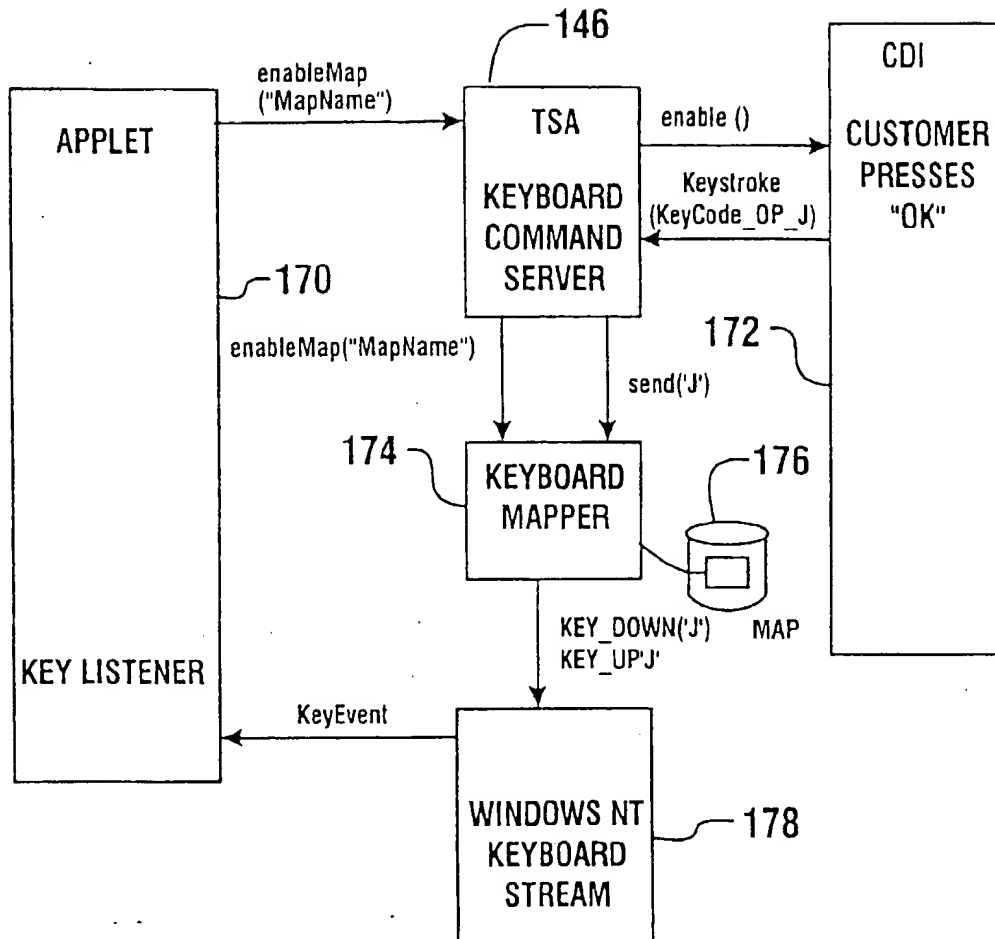 146
enableMap
("MapName")
APPLET
TSA
KEYBOARD
COMMAND
SERVER
enable ()
Keystroke
(KeyCode_OP_J)
CDI
CUSTOMER
PRESSES
"OK"
170
enableMap("MapName")
send('J')
172
174
KEYBOARD
MAPPER
176
MAP
KEY_DOWN('J')
KEY_UP'J'
KEY LISTENER
KeyEvent
WINDOWS NT
KEYBOARD
STREAM
178